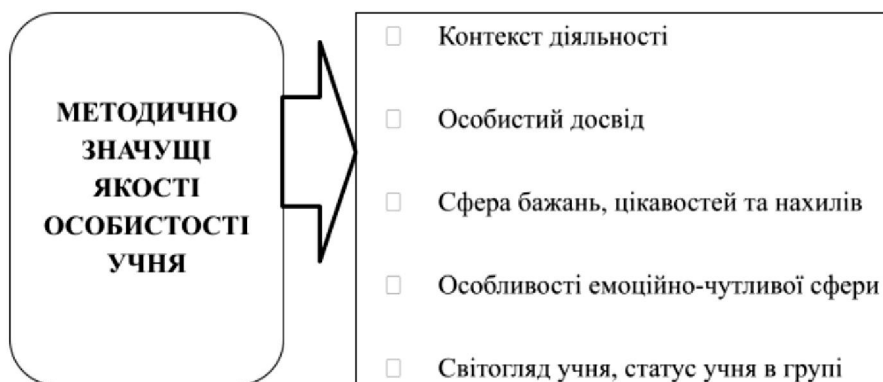 МЕТОДИЧНО
ЗНАЧУЩІ
ЯКОСТІ
ОСОБИСТОСТІ
УЧНЯ
Контекст діяльності
Особистий досвід
Сфера бажань, цікавостей та нахилів
Особливості емоційно-чутливої сфери
Світогляд учня, статус учня в групі